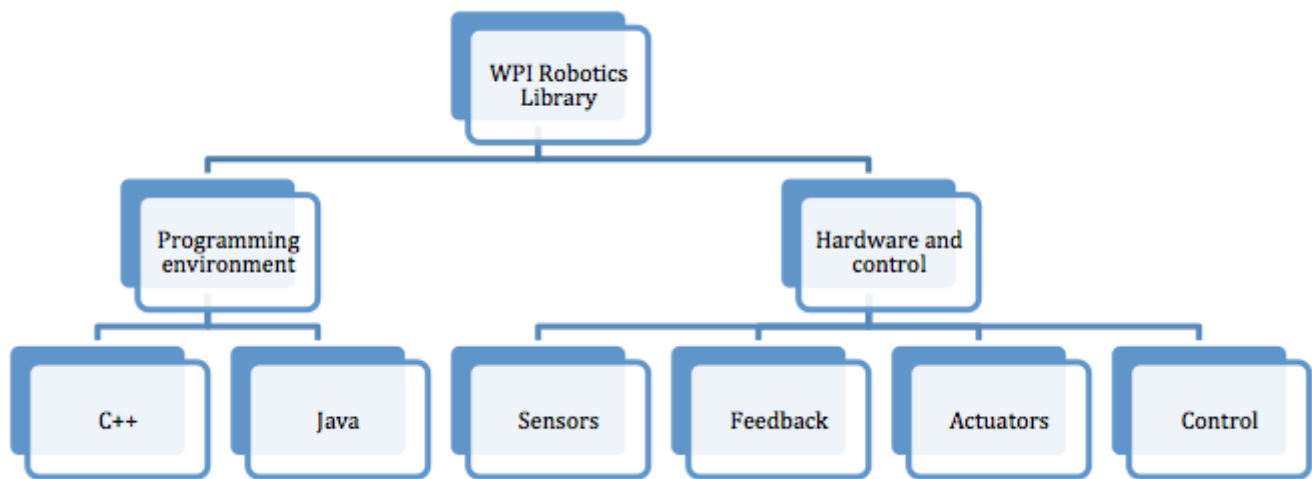 WPI Robotics
Library
Programming
environment
Hardware and
control
C++
Java
Sensors
Feedback
Actuators
Control